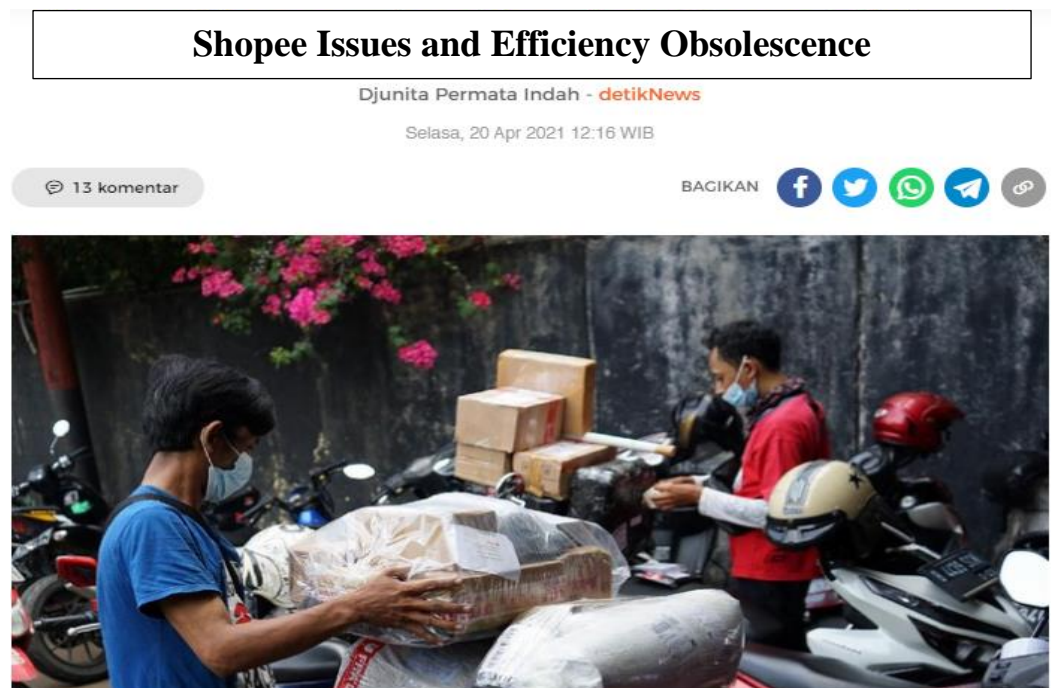 Shopee Issues and Efficiency Obsolescence
Djunita Permata Indah - detikNews
Selasa, 20 Apr 2021 12:16 WIB
13 komentar
BAGIKAN